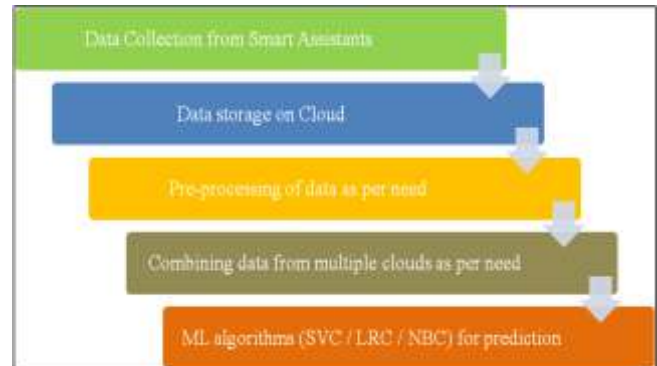 Data Collection from Smart Assistants
Data storage on Cloud
Pre-processing of data as per need
Combining data from multiple clouds as per need
ML algorithms (SVC / LRC / NBC) for prediction